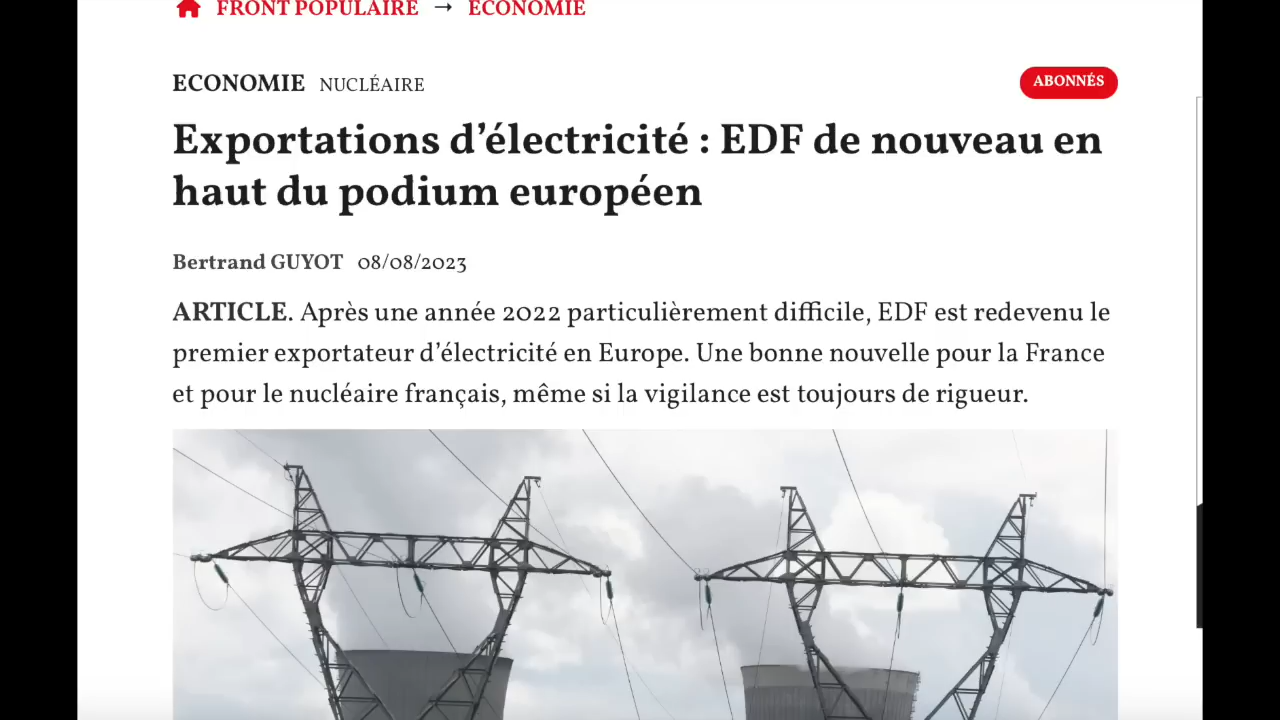 FRONT POPULAIRE → ECONOMIE
ECONOMIE NUCLÉAIRE
ABONNÉS
Exportations d’électricité : EDF de nouveau en
haut du podium européen
Bertrand GUYOT 08/08/2023
ARTICLE. Après une année 2022 particulièrement difficile, EDF est redevenu le
premier exportateur d’électricité en Europe. Une bonne nouvelle pour la France
et pour le nucléaire français, même si la vigilance est toujours de rigueur.